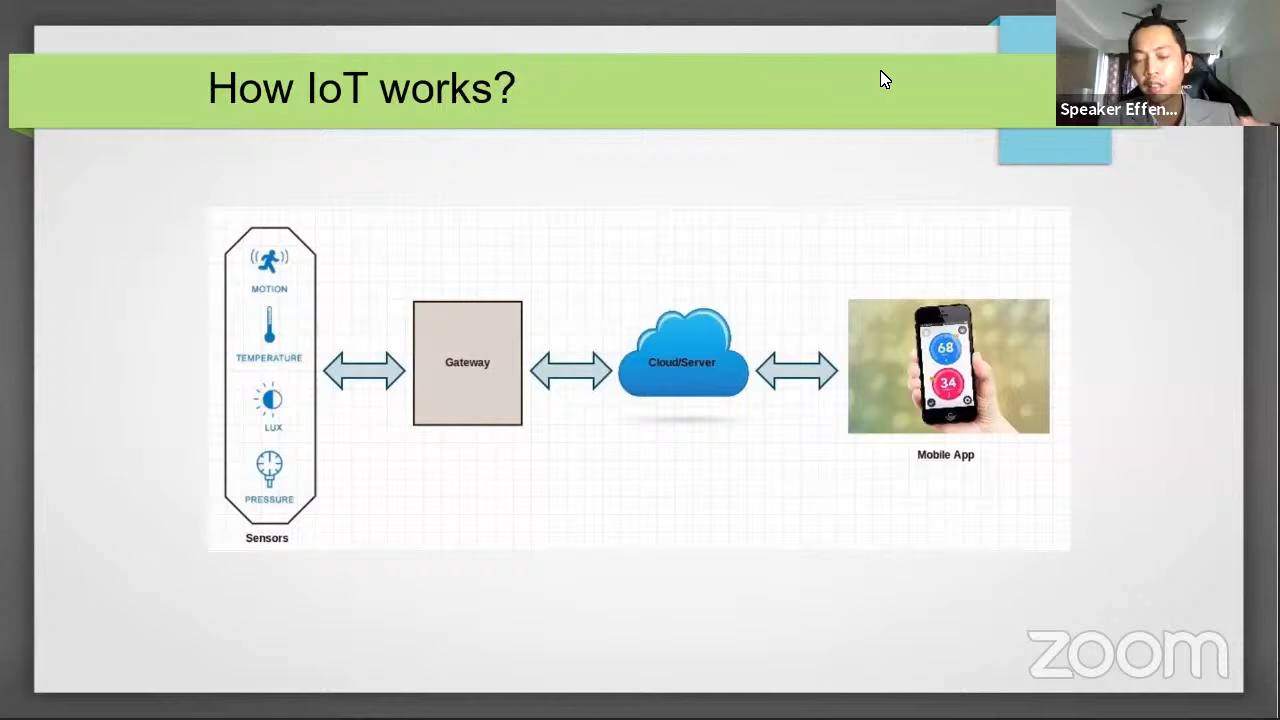 How IoT works?
Speaker Effen...
MOTION
TEMPERATURE
LUX
PRESSURE
Sensors
Gateway
Cloud/Server
68
34
Mobile App
zoom